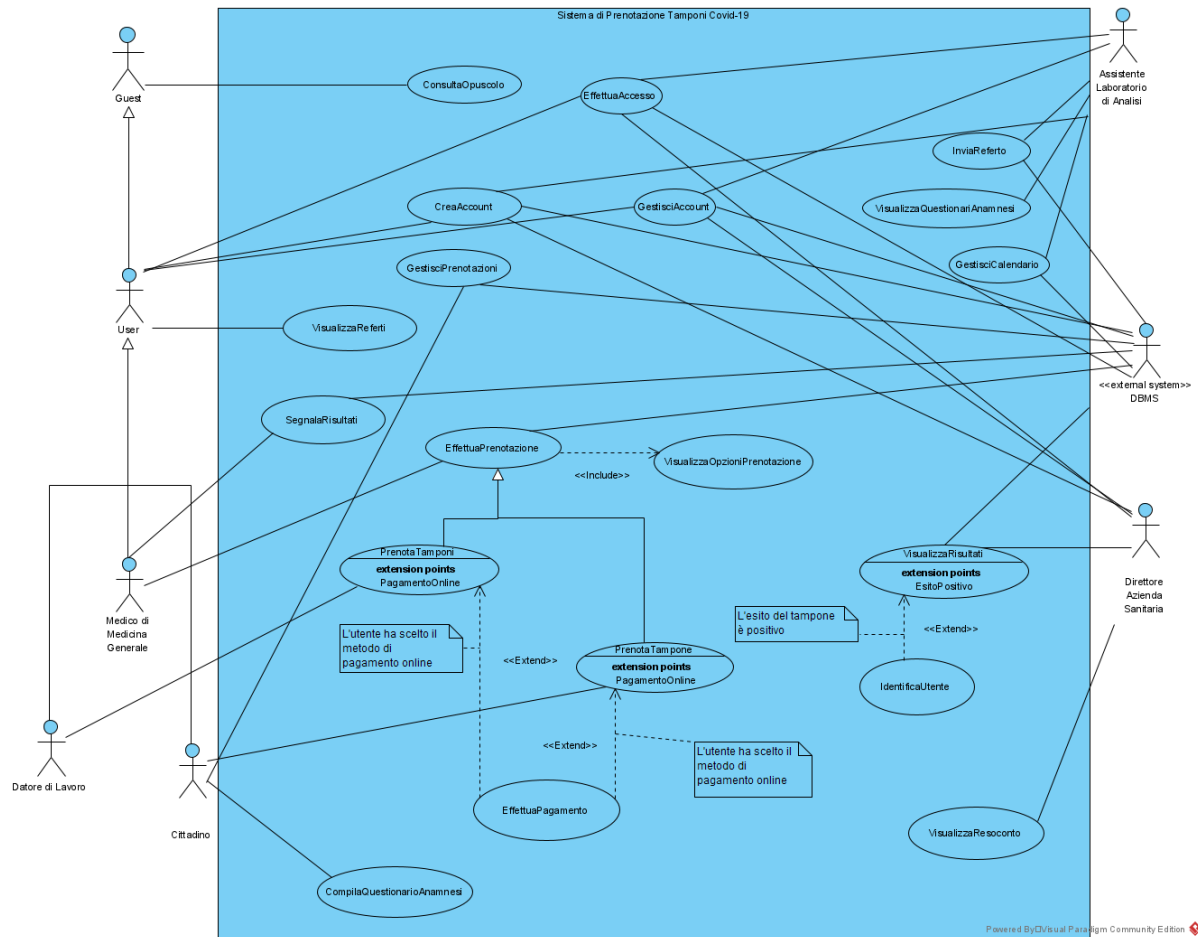 Sistema di Prenotazione Tamponi Covid-19
Guest
ConsultaOpuscolo
EffettuaAccesso
Assistente
Laboratorio
di Analisi
InviaReferto
CreaAccount
GestisciAccount
VisualizzaQuestionariAnamnesi
GestisciPrenotazioni
GestisciCalendario
User
VisualizzaReferti
<<external system>>
DBMS
SegnalaRisultati
EffettuaPrenotazione
<<Include>>
VisualizzaOpzioniPrenotazione
PrenotaTamponi
extension points
PagamentoOnline
VisualizzaRisultati
extension points
EsitoPositivo
Direttore
Azienda
Sanitaria
Medico di
Medicina
Generale
L'utente ha scelto il
metodo di
pagamento online
<<Extend>>
PrenotaTampone
extension points
PagamentoOnline
L'esito del tampone
è positivo
<<Extend>>
IdentificaUtente
<<Extend>>
L'utente ha scelto il
metodo di
pagamento online
Datore di Lavoro
Cittadino
EffettuaPagamento
VisualizzaResoconto
CompilaQuestionarioAnamnesi
Powered By Visual Paradigm Community Edition